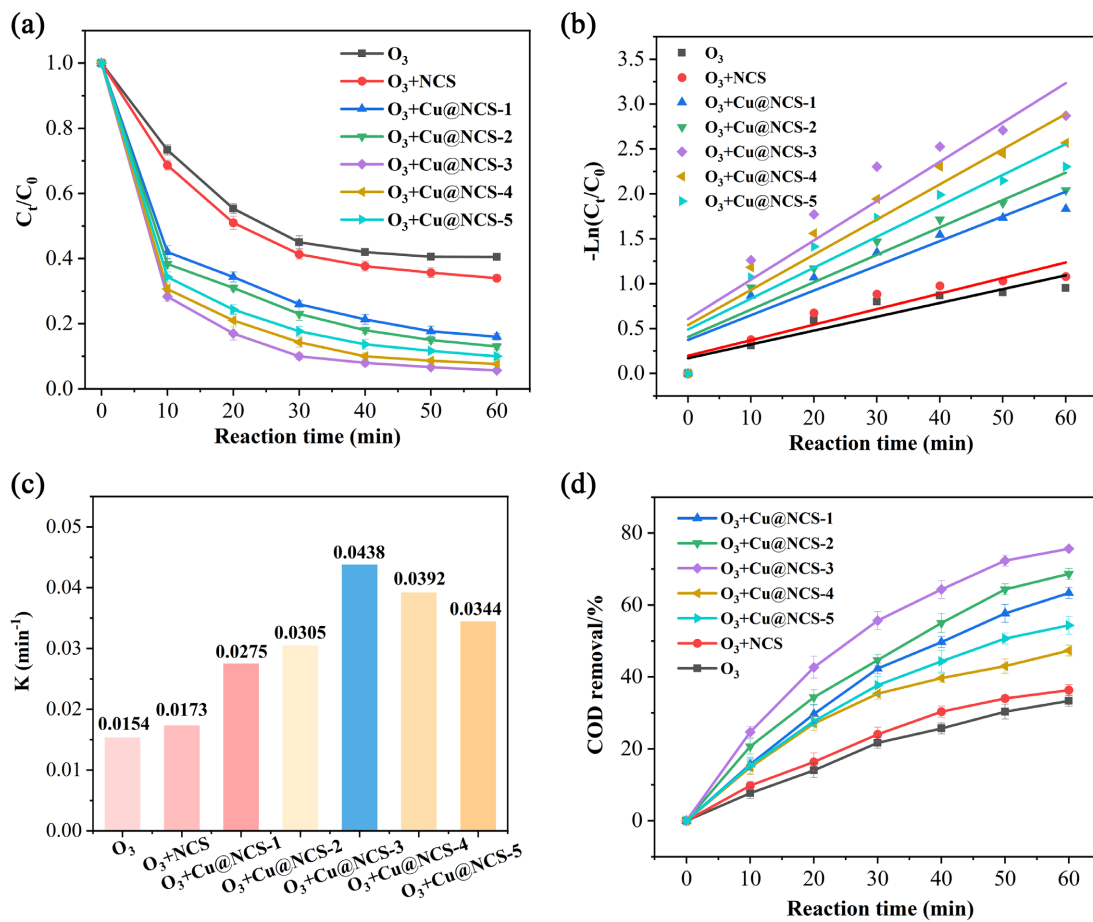 (a)
1.0
0.8
0.6
0.4
0.2
0.0
Ct/C0
0 10 20 30 40 50 60
Reaction time (min)
O3
O3+NCS
O3+Cu@NCS-1
O3+Cu@NCS-2
O3+Cu@NCS-3
O3+Cu@NCS-4
O3+Cu@NCS-5
(b)
3.5
3.0
2.5
2.0
1.5
1.0
0.5
0.0
-Ln(Ct/C0)
0 10 20 30 40 50 60
Reaction time (min)
O3
O3+NCS
O3+Cu@NCS-1
O3+Cu@NCS-2
O3+Cu@NCS-3
O3+Cu@NCS-4
O3+Cu@NCS-5
(c)
0.05
0.04
0.03
0.02
0.01
0.00
K (min-1)
0.0154
0.0173
0.0275
0.0305
0.0438
0.0392
0.0344
O3
O3+NCS
O3+Cu@NCS-1
O3+Cu@NCS-2
O3+Cu@NCS-3
O3+Cu@NCS-4
O3+Cu@NCS-5
(d)
80
60
40
20
0
COD removal/%
0 10 20 30 40 50 60
Reaction time (min)
O3+Cu@NCS-1
O3+Cu@NCS-2
O3+Cu@NCS-3
O3+Cu@NCS-4
O3+Cu@NCS-5
O3+NCS
O3